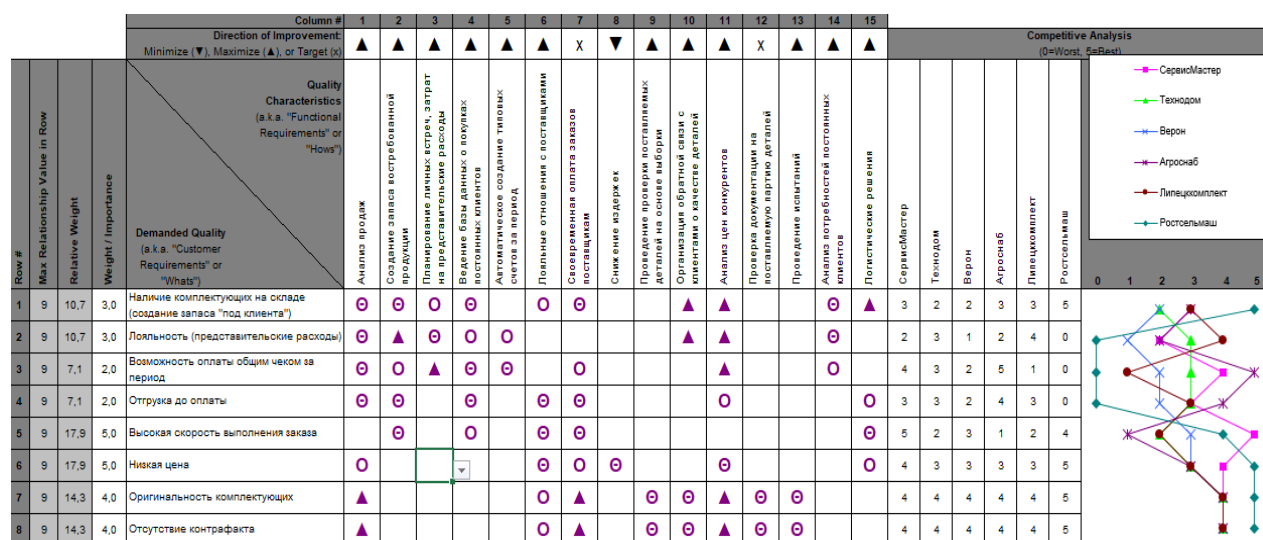 Column # 1 2 3 4 5 6 7 8 9 10 11 12 13 14 15
Direction of Improvement:
Minimize (▼), Maximize (▲), or Target (x) ▲ ▲ ▲ ▲ ▲ ▲ X ▼ ▲ ▲ ▲ X ▲ ▲ ▲
Competitive Analysis
(0=Worst, 5=Best)
Row #
Max Relationship Value in Row
Relative Weight
Weight / Importance
Quality
Characteristics
(a.k.a. "Functional
Requirements" or
"Hows")
Demanded Quality
(a.k.a. "Customer
Requirements" or
"Whats")
Анализ продаж
Создание запаса востребованной
продукции
Планирование личных встреч, затрат
на представительские расходы
Ведение базы данных о покупках
постоянных клиентов
Автоматическое создание типовых
счетов за период
Лояльные отношения с поставщиками
Своевременная оплата заказов
поставщикам
Снижение издержек
Проведение проверки поставляемых
деталей на основе выборки
Организация обратной связи с
клиентами о качестве деталей
Анализ цен конкурентов
Проверка документации на
поставляемую партию деталей
Проведение испытаний
Анализ потребностей постоянных
клиентов
Логистические решения
СервисМастер
Технодом
Верон
Агроснаб
Липецккомплект
Ростсельмаш
СервисМастер
Технодом
Верон
Агроснаб
Липецккомплект
Ростсельмаш
0 1 2 3 4 5
1 9 10,7 3,0 Наличие комплектующих на складе
(создание запаса "под клиента") Θ Θ Ο Θ Ο Θ ▲ ▲ Θ ▲ 3 2 2 3 3 5
2 9 10,7 3,0 Лояльность (представительские расходы) Θ ▲ Θ Ο Ο ▲ ▲ Θ 2 3 1 2 4 0
3 9 7,1 2,0 Возможность оплаты общим чеком за
период Θ Ο ▲ Θ Θ Ο ▲ Ο 4 3 2 5 1 0
4 9 7,1 2,0 Отгрузка до оплаты Θ Θ Θ Θ Θ Ο Ο 3 3 2 4 3 0
5 9 17,9 5,0 Высокая скорость выполнения заказа Θ Ο Θ Θ Θ 5 2 3 1 2 4
6 9 17,9 5,0 Низкая цена Ο Θ Ο Θ Θ Ο 4 3 3 3 3 5
7 9 14,3 4,0 Оригинальность комплектующих ▲ Ο ▲ Θ Θ ▲ Θ Θ 4 4 4 4 4 5
8 9 14,3 4,0 Отсутствие контрафакта ▲ Ο ▲ Θ Θ ▲ Θ Θ 4 4 4 4 4 5